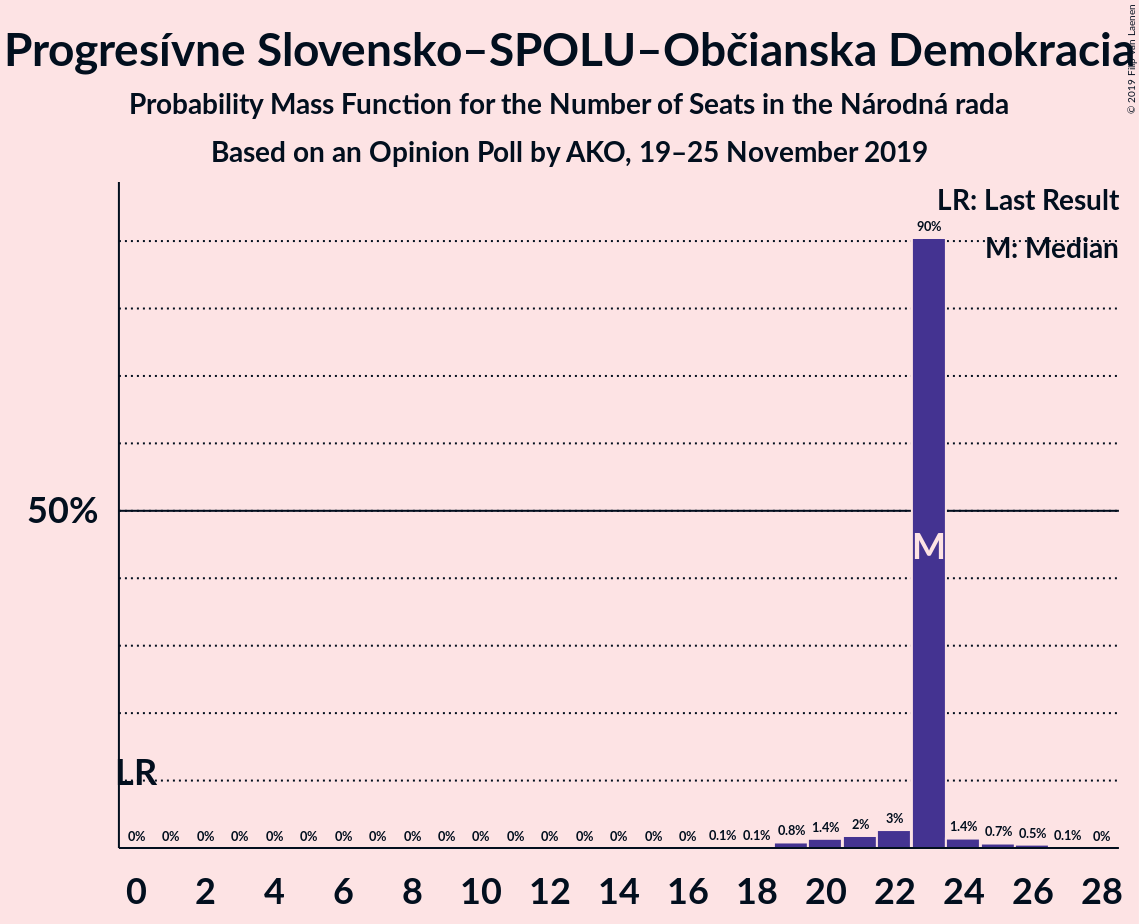 Progresívne Slovensko–SPOLU–Občianska Demokracia
© 2019 Filip van Laenen
Probability Mass Function for the Number of Seats in the Národná rada
Based on an Opinion Poll by AKO, 19–25 November 2019
LR: Last Result
M: Median
90%
50%
M
LR
0% 0% 0% 0% 0% 0% 0% 0% 0% 0% 0% 0% 0% 0% 0% 0% 0% 0.1% 0.1% 0.8% 1.4% 2% 3% 1.4% 0.7% 0.5% 0.1% 0%
0 2 4 6 8 10 12 14 16 18 20 22 24 26 28